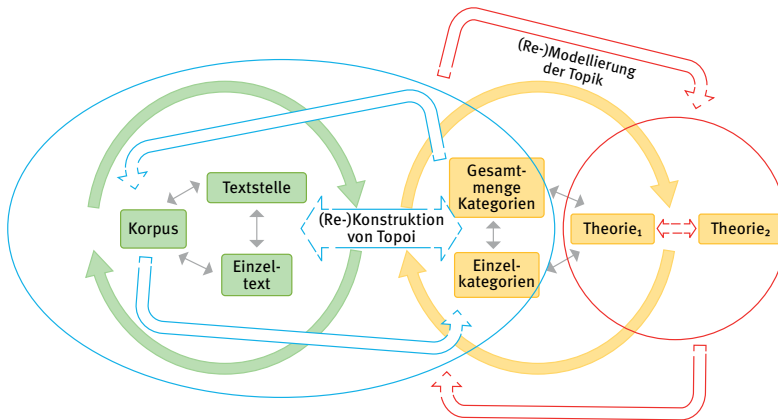 (Re-)Modellierung
der Topik
Gesamt-
menge
Kategorien
Textstelle
(Re-)Konstruktion
von Topoi
Korpus
Theorie₁
Theorie₂
Einzel-
text
Einzel-
kategorien